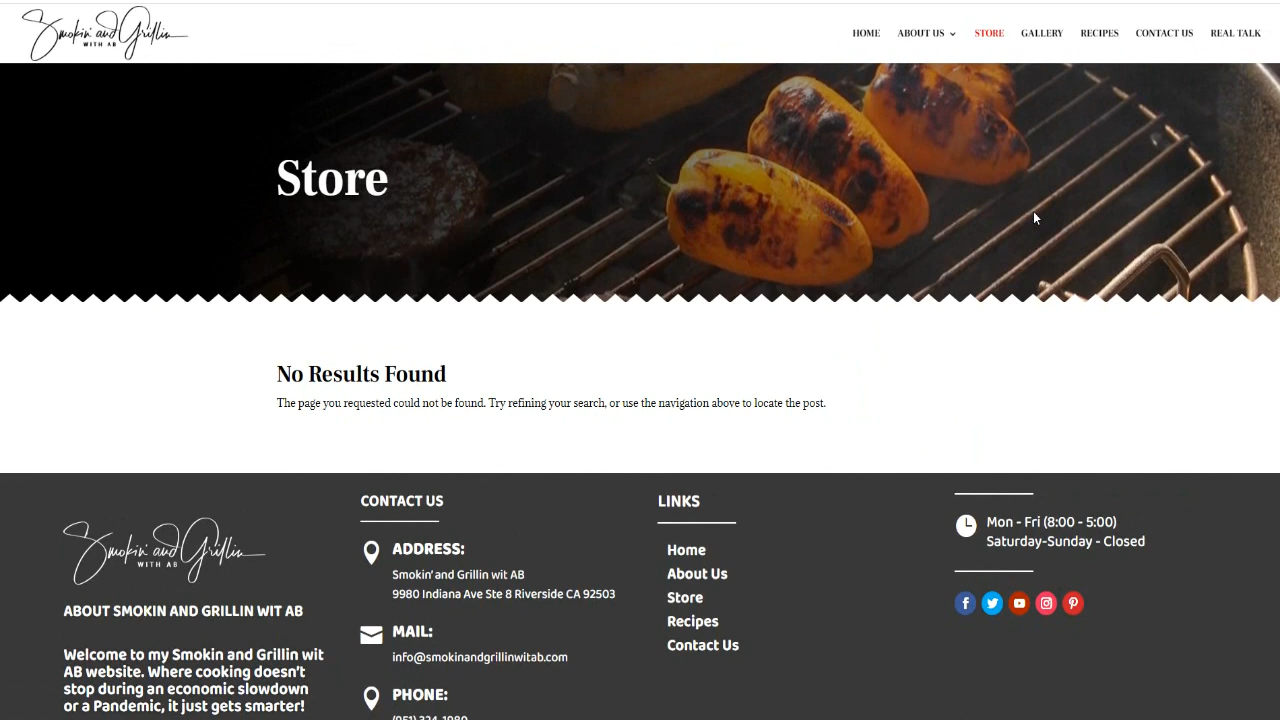 Smokin' and Grillin
WITH AB
HOME ABOUT US STORE GALLERY RECIPES CONTACT US REAL TALK
Store
No Results Found
The page you requested could not be found. Try refining your search, or use the navigation above to locate the post.
Smokin' and Grillin
WITH AB
ABOUT SMOKIN AND GRILLIN WIT AB
Welcome to my Smokin and Grillin wit
AB website. Where cooking doesn't
stop during an economic slowdown
or a Pandemic, it just gets smarter!
CONTACT US
ADDRESS:
Smokin' and Grillin wit AB
9980 Indiana Ave Ste 8 Riverside CA 92503
MAIL:
info@smokinandgrillinwitab.com
PHONE:
LINKS
Home
About Us
Store
Recipes
Contact Us
Mon - Fri (8:00 - 5:00)
Saturday-Sunday - Closed